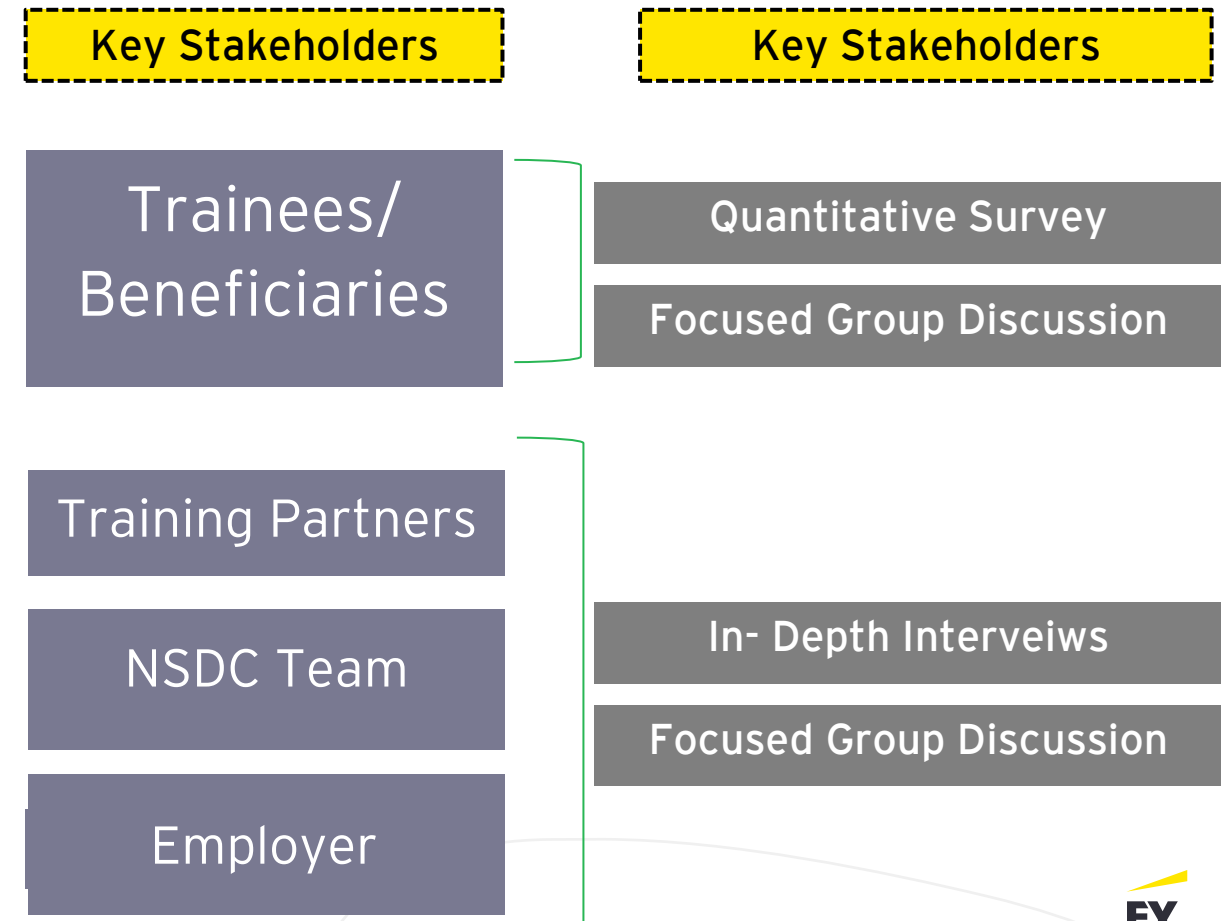 Key Stakeholders
Key Stakeholders
Trainees/
Beneficiaries
Quantitative Survey
Focused Group Discussion
Training Partners
NSDC Team
Employer
In- Depth Interveiws
Focused Group Discussion
EY